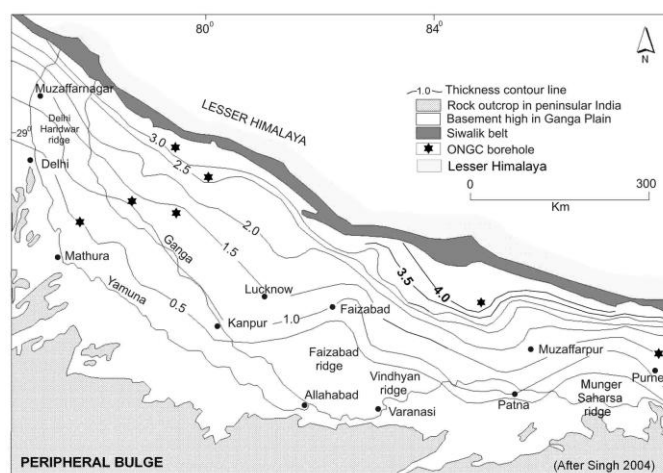 80°
84°
N
1.0 Thickness contour line
Rock outcrop in peninsular India
Basement high in Ganga Plain
Siwalik belt
ONGC borehole
Lesser Himalaya
0
300
Km
Muzaffarnagar
LESSER HIMALAYA
Delhi
Haridwar
ridge
29°
Delhi
3.0
2.5
2.0
1.5
Ganga
Mathura
Yamuna
0.5
Lucknow
Kanpur
1.0
Faizabad
3.5
4.0
Faizabad
ridge
Vindhyan
ridge
Muzaffarpur
Purnea
Munger
Saharsa
ridge
Allahabad
Varanasi
Patna
PERIPHERAL BULGE
(After Singh 2004)